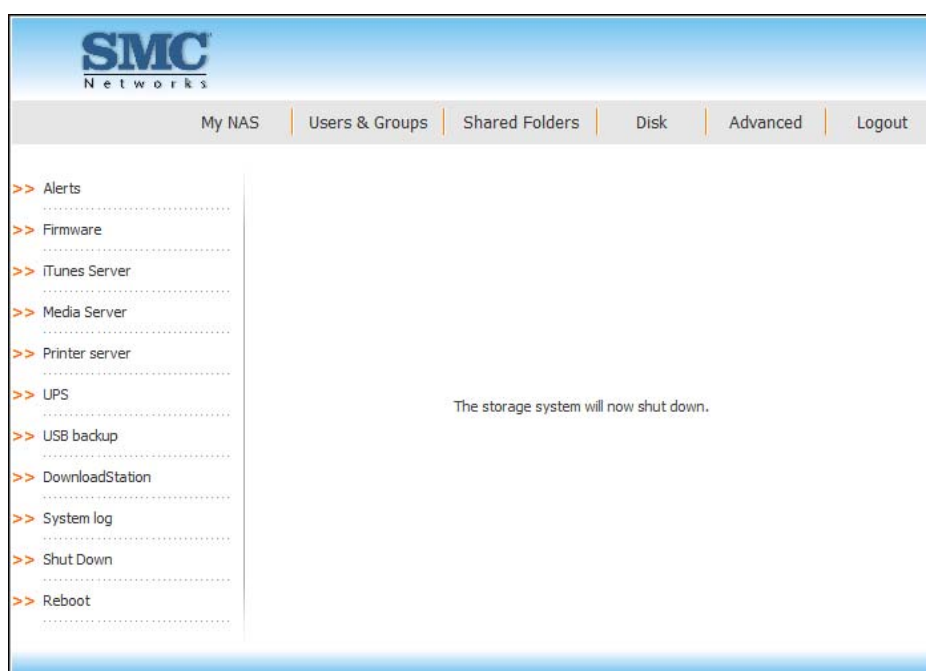 SMC
Networks
My NAS Users & Groups Shared Folders Disk Advanced Logout
>> Alerts
>> Firmware
>> iTunes Server
>> Media Server
>> Printer server
>> UPS
>> USB backup
>> DownloadStation
>> System log
>> Shut Down
>> Reboot
The storage system will now shut down.